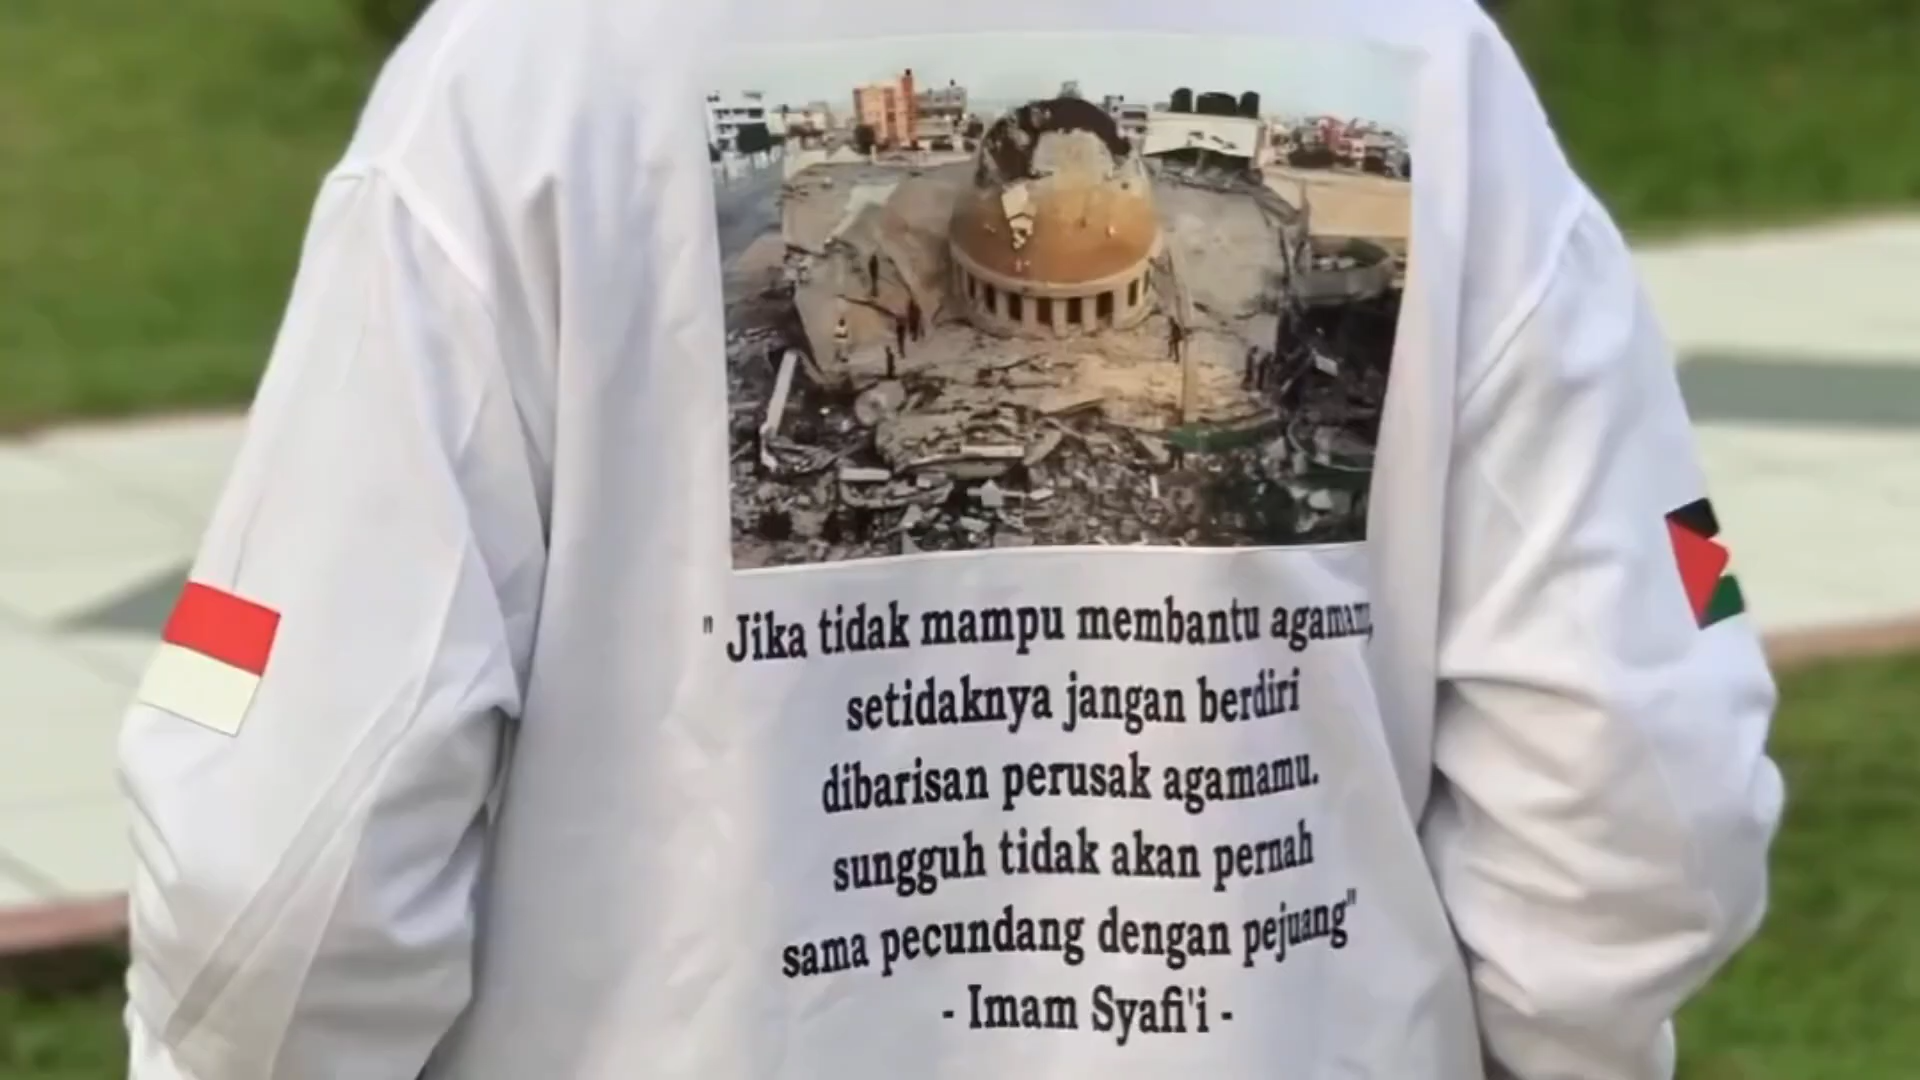 " Jika tidak mampu membantu agamamu,
setidaknya jangan berdiri
dibarisan perusak agamamu.
sungguh tidak akan pernah
sama pecundang dengan pejuang"
- Imam Syafi'i -